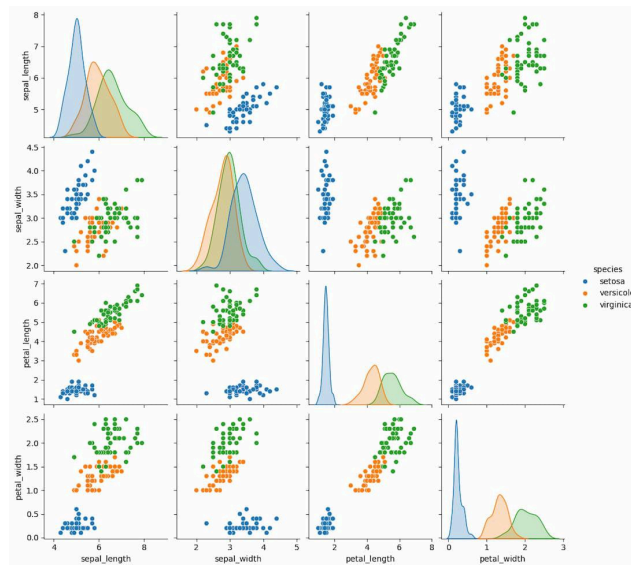 sepal_length
8
7
6
5
sepal_width
4.5
4.0
3.5
3.0
2.5
2.0
species
setosa
versicol
virginica
petal_length
7
6
5
4
3
2
1
petal_width
2.5
2.0
1.5
1.0
0.5
0.0
4 6 8 2 3 4 5 2 4 6 8 0 1 2 3
sepal_length sepal_width petal_length petal_width